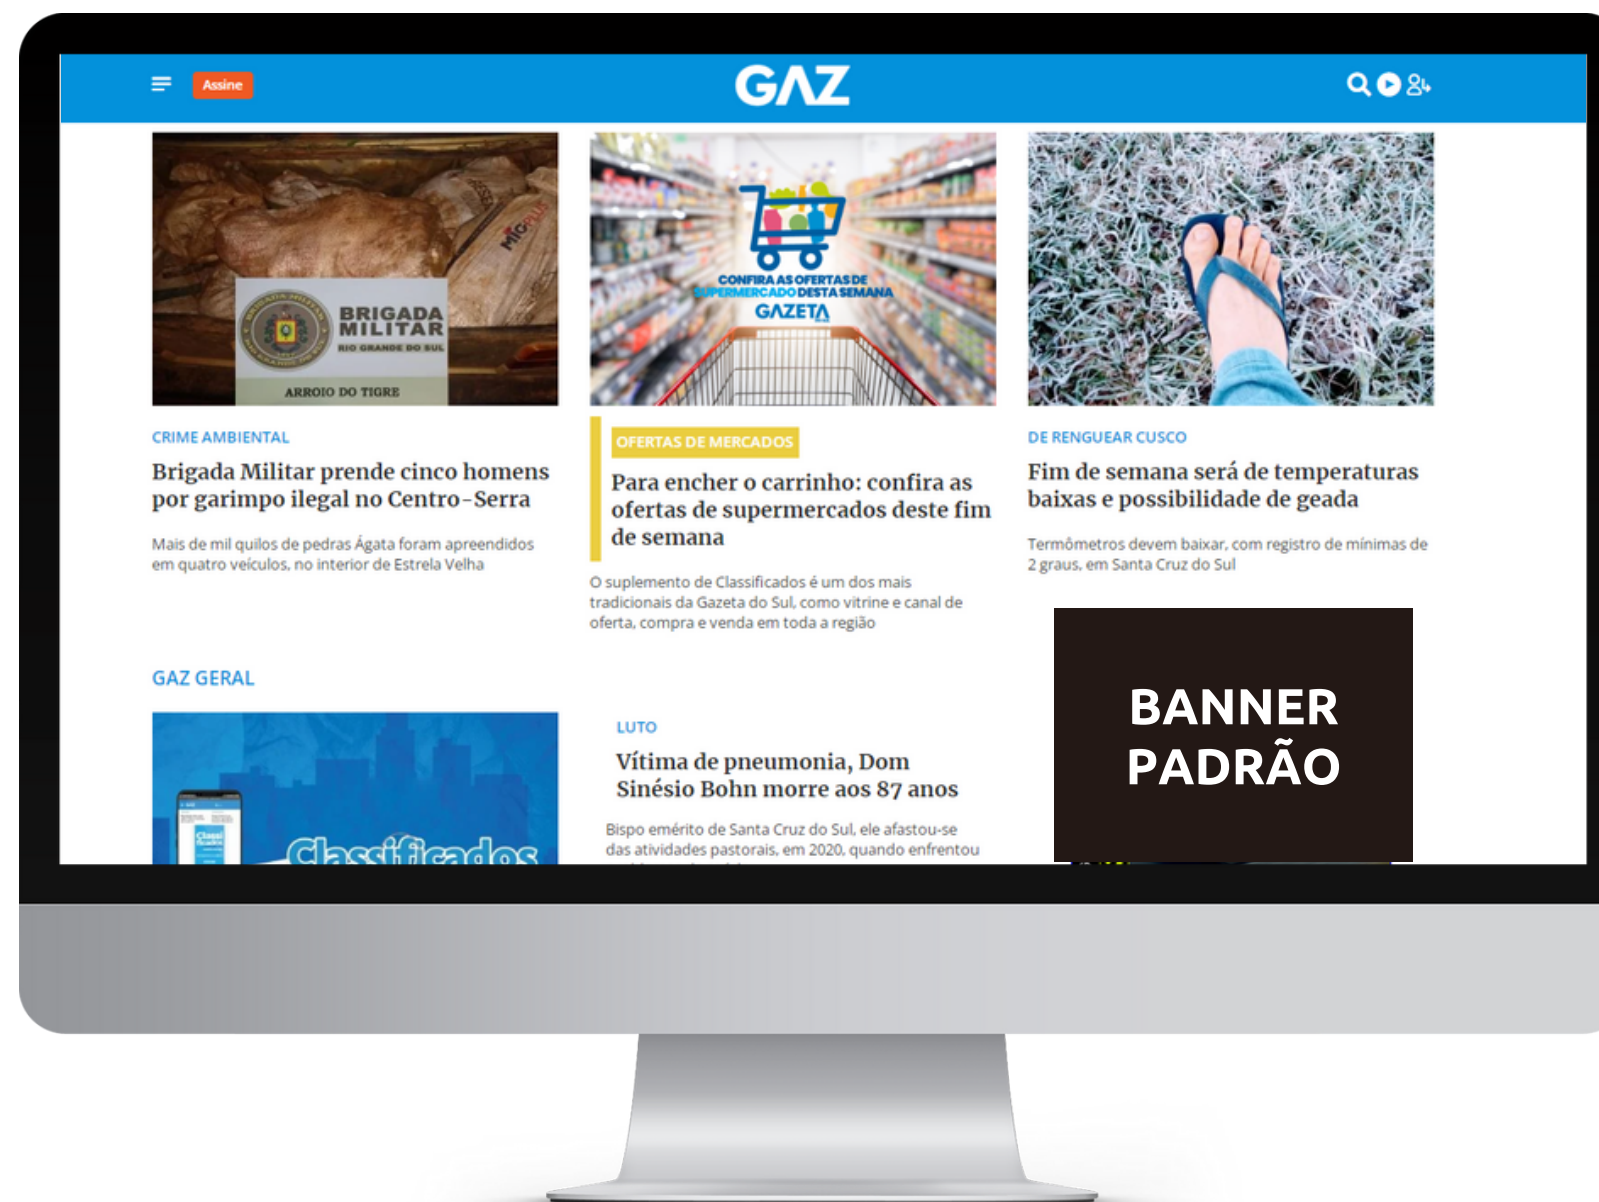 Assine
GAZ
MIGPLUS
BRIGADA
MILITAR
RIO GRANDE DO SUL
ARROIO DO TIGRE
CONFIRA AS OFERTAS DE
SUPERMERCADO DESTA SEMANA
GAZETA
CRIME AMBIENTAL
Brigada Militar prende cinco homens
por garimpo ilegal no Centro-Serra
Mais de mil quilos de pedras Ágata foram apreendidos
em quatro veículos, no interior de Estrela Velha
OFERTAS DE MERCADOS
Para encher o carrinho: confira as
ofertas de supermercados deste fim
de semana
O suplemento de Classificados é um dos mais
tradicionais da Gazeta do Sul, como vitrine e canal de
oferta, compra e venda em toda a região
DE RENGUEAR CUSCO
Fim de semana será de temperaturas
baixas e possibilidade de geada
Termômetros devem baixar, com registro de mínimas de
2 graus, em Santa Cruz do Sul
GAZ GERAL
Classificados
LUTO
Vítima de pneumonia, Dom
Sinésio Bohn morre aos 87 anos
Bispo emérito de Santa Cruz do Sul, ele afastou-se
das atividades pastorais, em 2020, quando enfrentou
BANNER
PADRÃO